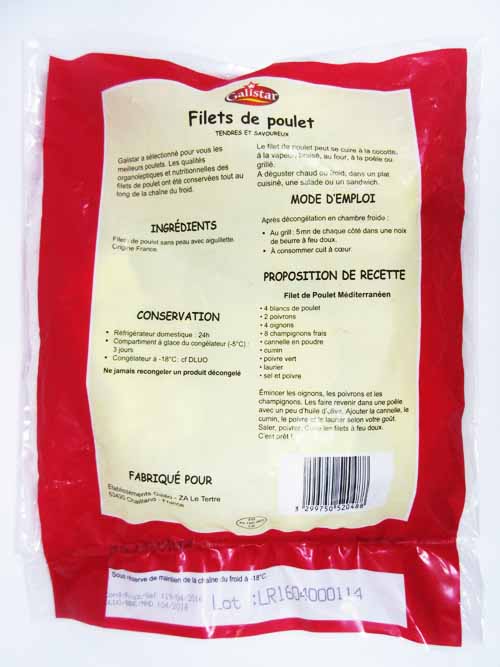 Galistar
Filets de poulet
TENDRES ET SAVOUREUX
Galistar a sélectionné pour vous les
meilleurs poulets. Les qualités
organoleptiques et nutritionnelles des
filets de poulet ont été conservées tout au
long de la chaîne du froid.
INGRÉDIENTS
Filets de poulet sans peau avec aiguillette.
Origine France.
CONSERVATION
• Réfrigérateur domestique : 24h
• Compartiment à glace du congélateur (-5°C) :
3 jours
• Congélateur à -18°C: cf DLUO
Ne jamais recongeler un produit décongelé
FABRIQUÉ POUR
Etablissements - ZA Le Tertre
53420 Chailland - France
Le filet de poulet peut se cuire à la cocotte,
à la vapeur, braisé, au four, à la poêle ou
grillé.
A déguster chaud ou froid, dans un plat
cuisiné, une salade ou un sandwich.
MODE D'EMPLOI
Après décongélation en chambre froide :
• Au grill : 5mn de chaque côté dans une noix
de beurre à feu doux.
• À consommer cuit à cœur.
PROPOSITION DE RECETTE
Filet de Poulet Méditerranéen
• 4 blancs de poulet
• 2 poivrons
• 4 oignons
• 8 champignons frais
• cannelle en poudre
• cumin
• poivre vert
• laurier
• sel et poivre
Émincer les oignons, les poivrons et les
champignons. Les faire revenir dans une poêle
avec un peu d'huile d'olive. Ajouter la cannelle, le
cumin, le poivre et le laurier selon votre goût.
Saler, poivrer. Cuire les filets à feu doux.
C'est prêt !
3 299750 520488
Sous réserve de maintien de la chaîne du froid à -18°C.
Lot :LR1604000114